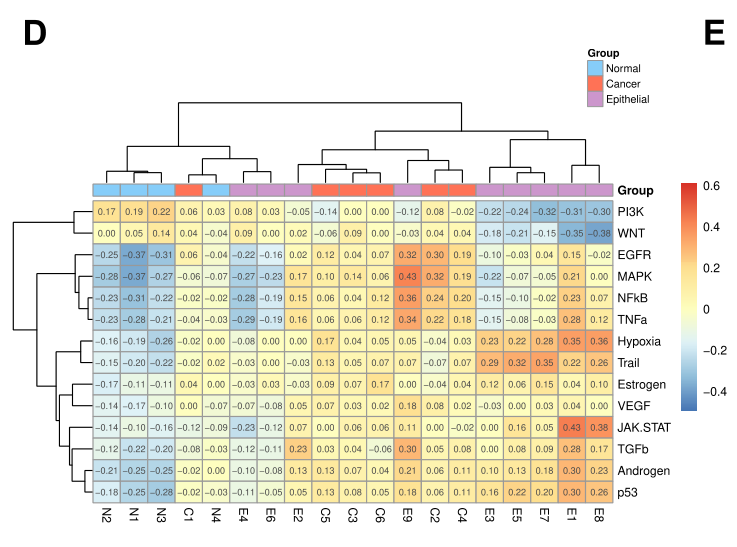 D
E
Group
Normal
Cancer
Epithelial
Group
0.17 0.19 0.22 0.06 0.03 0.08 0.03 −0.05 −0.14 0.00 0.00 −0.12 0.08 −0.02 −0.22 −0.24 −0.32 −0.31 −0.30 PI3K
0.00 0.05 0.14 0.04 −0.04 0.09 0.00 −0.02 −0.06 0.09 0.00 −0.03 0.04 0.04 −0.18 −0.21 −0.15 −0.35 −0.38 WNT
−0.25 −0.37 −0.31 0.06 −0.04 −0.22 −0.16 0.02 0.12 0.04 0.07 0.32 0.30 0.19 −0.10 −0.03 0.04 0.15 −0.02 EGFR
−0.28 −0.37 −0.27 −0.06 −0.07 −0.27 −0.23 0.17 0.10 0.14 0.06 0.43 0.32 0.19 −0.22 −0.07 −0.05 0.21 0.00 MAPK
−0.23 −0.31 −0.22 −0.02 −0.02 −0.28 −0.19 0.15 0.06 0.04 0.12 0.36 0.24 0.20 −0.15 −0.10 −0.02 0.23 0.07 NFkB
−0.23 −0.28 −0.21 −0.04 −0.04 −0.29 −0.19 0.16 0.06 0.06 0.12 0.34 0.22 0.18 −0.15 −0.08 −0.03 0.28 0.12 TNFa
−0.16 −0.19 −0.26 −0.02 0.00 −0.08 0.00 0.00 0.17 0.04 0.05 0.05 −0.04 −0.03 0.23 0.22 0.28 0.35 0.36 Hypoxia
−0.15 −0.20 −0.22 −0.02 0.02 −0.03 0.00 −0.03 0.13 0.05 0.04 0.02 −0.07 0.02 0.29 0.32 0.35 0.22 0.26 Trail
−0.17 −0.11 −0.11 0.04 0.00 −0.03 −0.03 −0.03 0.09 0.07 0.17 0.00 −0.04 0.04 0.12 0.06 0.15 0.04 0.10 Estrogen
−0.14 −0.17 −0.10 0.00 −0.07 −0.07 −0.08 0.05 0.07 0.03 0.02 0.18 0.08 0.02 −0.03 0.00 0.03 0.04 0.00 VEGF
−0.14 −0.10 −0.16 −0.12 −0.09 −0.23 −0.12 0.07 0.00 0.06 0.06 0.11 0.00 −0.02 0.00 0.16 0.05 0.43 0.38 JAK.STAT
−0.12 −0.22 −0.20 −0.08 −0.03 −0.12 −0.11 0.23 0.03 0.04 −0.06 0.30 0.05 0.08 0.00 0.08 0.09 0.28 0.17 TGFb
−0.21 −0.25 −0.25 −0.02 0.00 −0.10 −0.08 0.05 0.13 0.07 0.04 0.21 0.06 0.11 0.10 0.13 0.18 0.30 0.23 Androgen
−0.18 −0.25 −0.28 −0.02 −0.03 −0.11 −0.05 0.05 0.13 0.08 0.05 0.18 0.06 0.11 0.16 0.22 0.20 0.30 0.26 p53
N2 N1 N3 C1 N4 E4 E6 E2 C5 C3 C6 E9 C2 C4 E3 E5 E7 E1 E8
0.6
0.4
0.2
0
−0.2
−0.4